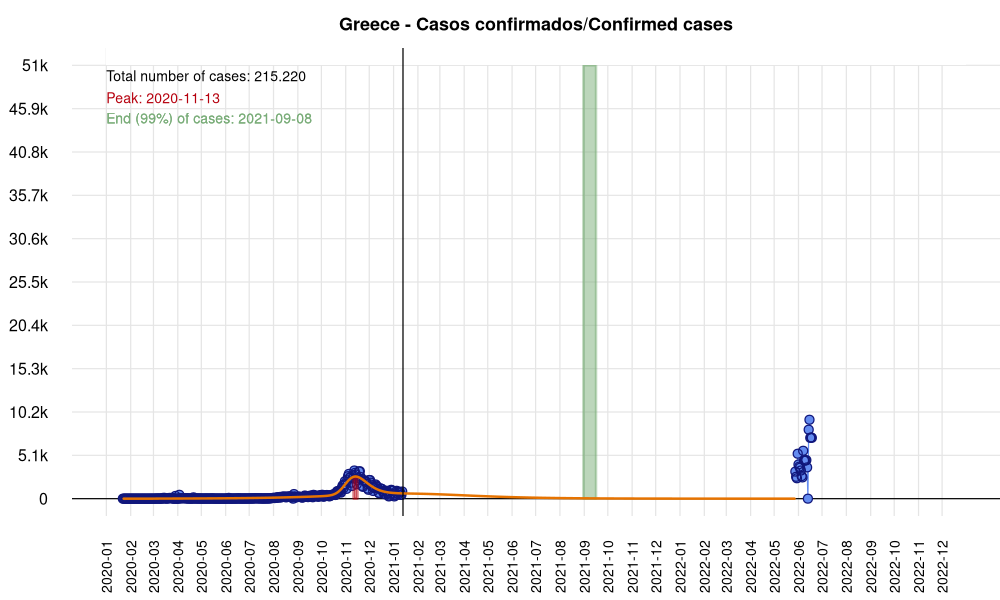 Greece - Casos confirmados/Confirmed cases
Total number of cases: 215.220
Peak: 2020-11-13
End (99%) of cases: 2021-09-08
51k
45.9k
40.8k
35.7k
30.6k
25.5k
20.4k
15.3k
10.2k
5.1k
0
2020-01
2020-02
2020-03
2020-04
2020-05
2020-06
2020-07
2020-08
2020-09
2020-10
2020-11
2020-12
2021-01
2021-02
2021-03
2021-04
2021-05
2021-06
2021-07
2021-08
2021-09
2021-10
2021-11
2021-12
2022-01
2022-02
2022-03
2022-04
2022-05
2022-06
2022-07
2022-08
2022-09
2022-10
2022-11
2022-12